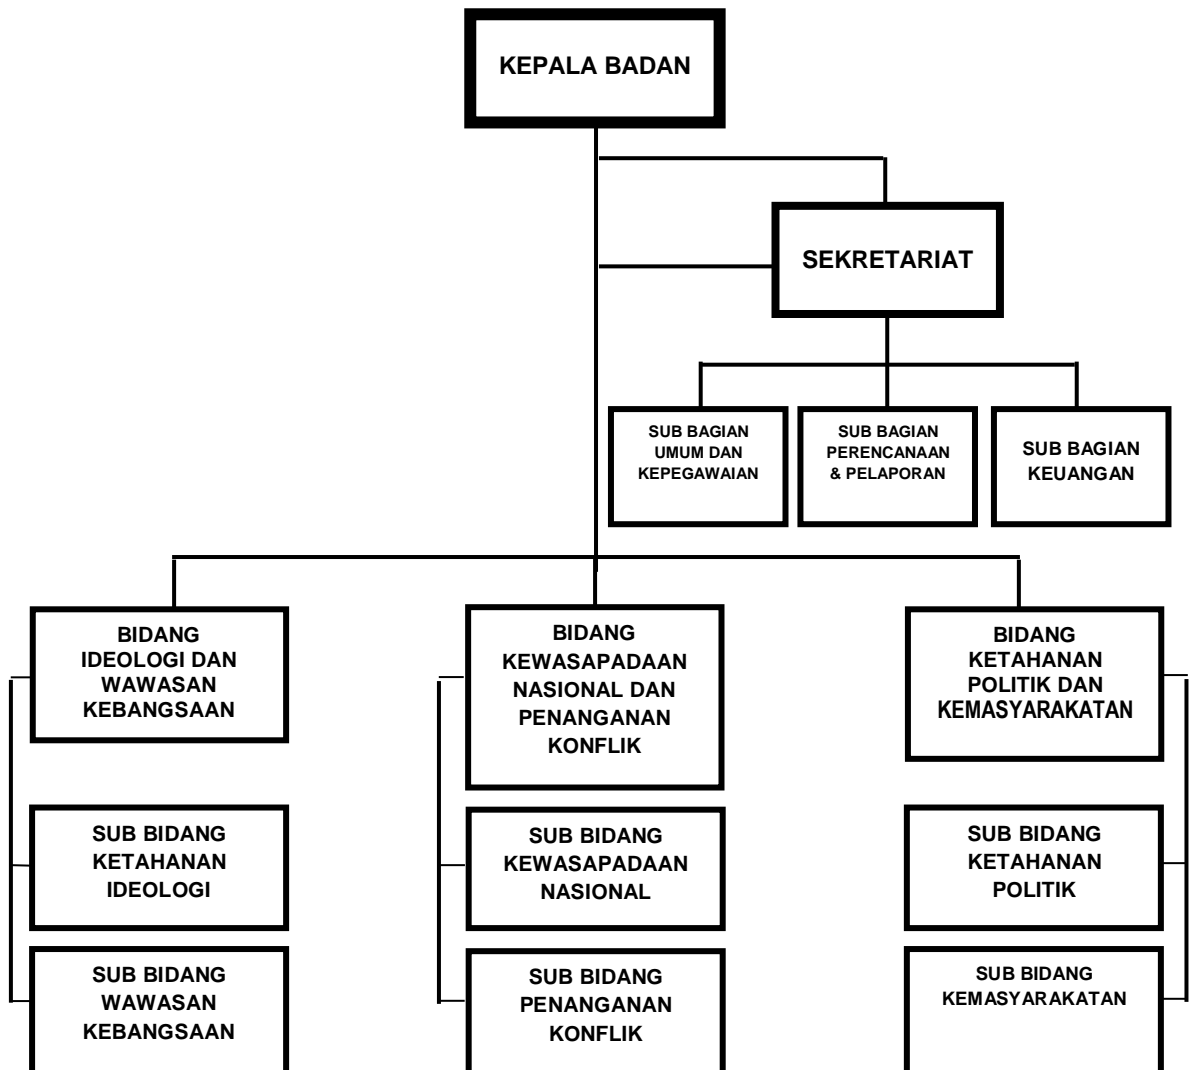 KEPALA BADAN
SEKRETARIAT
SUB BAGIAN
UMUM DAN
KEPEGAWAIAN
SUB BAGIAN
PERENCANAAN
& PELAPORAN
SUB BAGIAN
KEUANGAN
BIDANG
IDEOLOGI DAN
WAWASAN
KEBANGSAAN
BIDANG
KEWASAPADAAN
NASIONAL DAN
PENANGANAN
KONFLIK
BIDANG
KETAHANAN
POLITIK DAN
KEMASYARAKATAN
SUB BIDANG
KETAHANAN
IDEOLOGI
SUB BIDANG
KEWASAPADAAN
NASIONAL
SUB BIDANG
KETAHANAN
POLITIK
SUB BIDANG
WAWASAN
KEBANGSAAN
SUB BIDANG
PENANGANAN
KONFLIK
SUB BIDANG
KEMASYARAKATAN